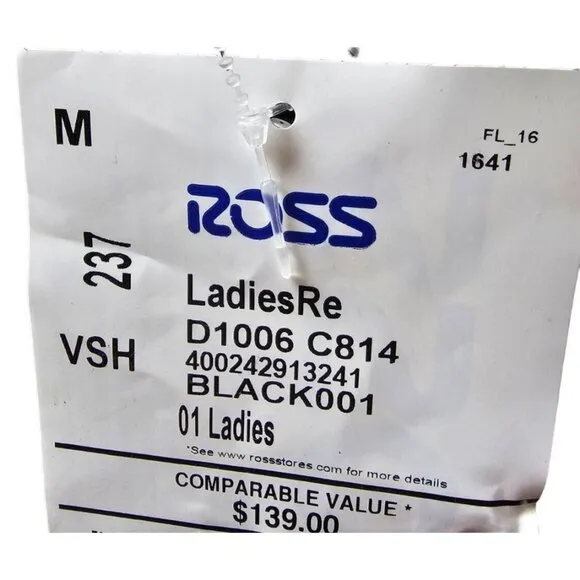 M
FL_16
1641
ROSS
237
LadiesRe
D1006 C814
VSH
400242913241
BLACK001
01 Ladies
*See www.rossstores.com for more details
COMPARABLE VALUE *
$139.00